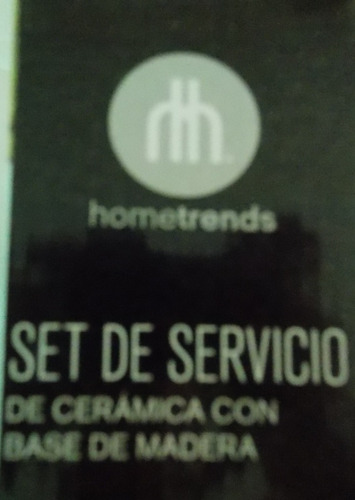 hometrends
SET DE SERVICIO
DE CERÁMICA CON
BASE DE MADERA